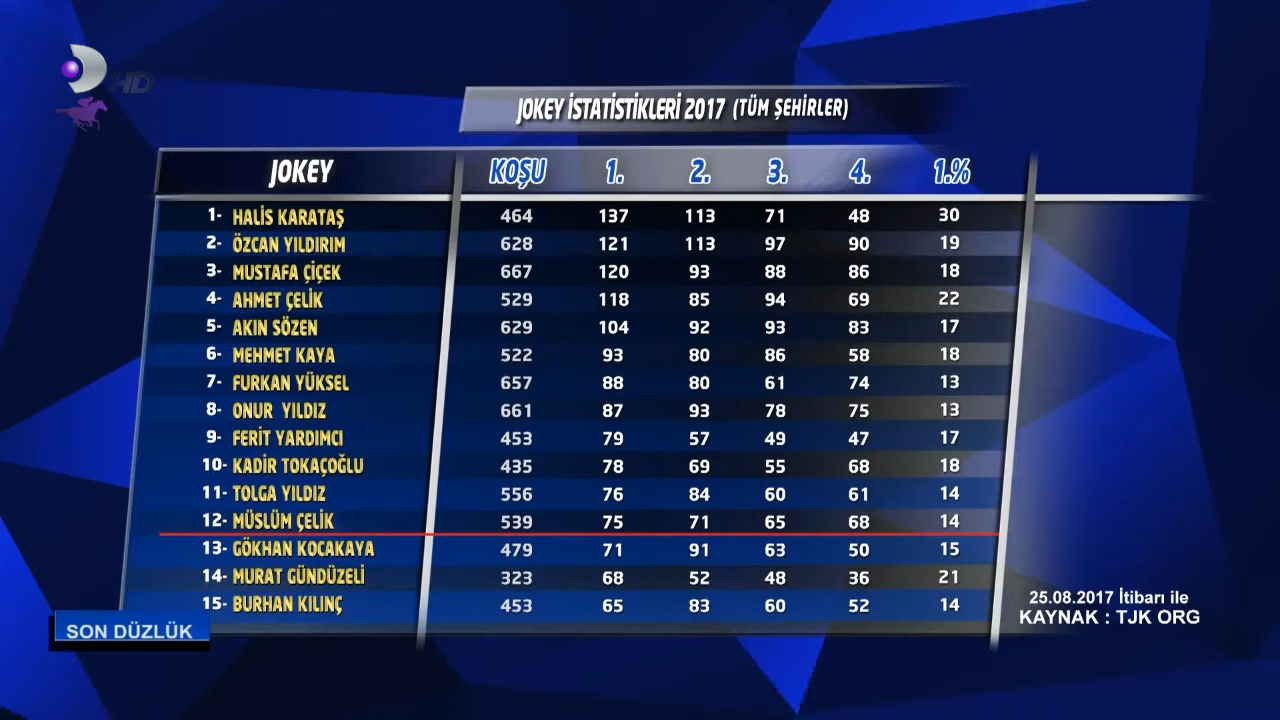 HD
JOKEY İSTATİSTİKLERİ 2017 (TÜM ŞEHİRLER)
JOKEY KOŞU 1. 2. 3. 4. 1.%
1- HALİS KARATAŞ 464 137 113 71 48 30
2- ÖZCAN YILDIRIM 628 121 113 97 90 19
3- MUSTAFA ÇİÇEK 667 120 93 88 86 18
4- AHMET ÇELİK 529 118 85 94 69 22
5- AKIN SÖZEN 629 104 92 93 83 17
6- MEHMET KAYA 522 93 80 86 58 18
7- FURKAN YÜKSEL 657 88 80 61 74 13
8- ONUR YILDIZ 661 87 93 78 75 13
9- FERİT YARDIMCI 453 79 57 49 47 17
10- KADİR TOKAÇOĞLU 435 78 69 55 68 18
11- TOLGA YILDIZ 556 76 84 60 61 14
12- MÜSLÜM ÇELİK 539 75 71 65 68 14
13- GÖKHAN KOCAKAYA 479 71 91 63 50 15
14- MURAT GÜNDÜZELİ 323 68 52 48 36 21
15- BURHAN KILINÇ 453 65 83 60 52 14
25.08.2017 İtibarı ile
KAYNAK : TJK ORG
SON DÜZLÜK